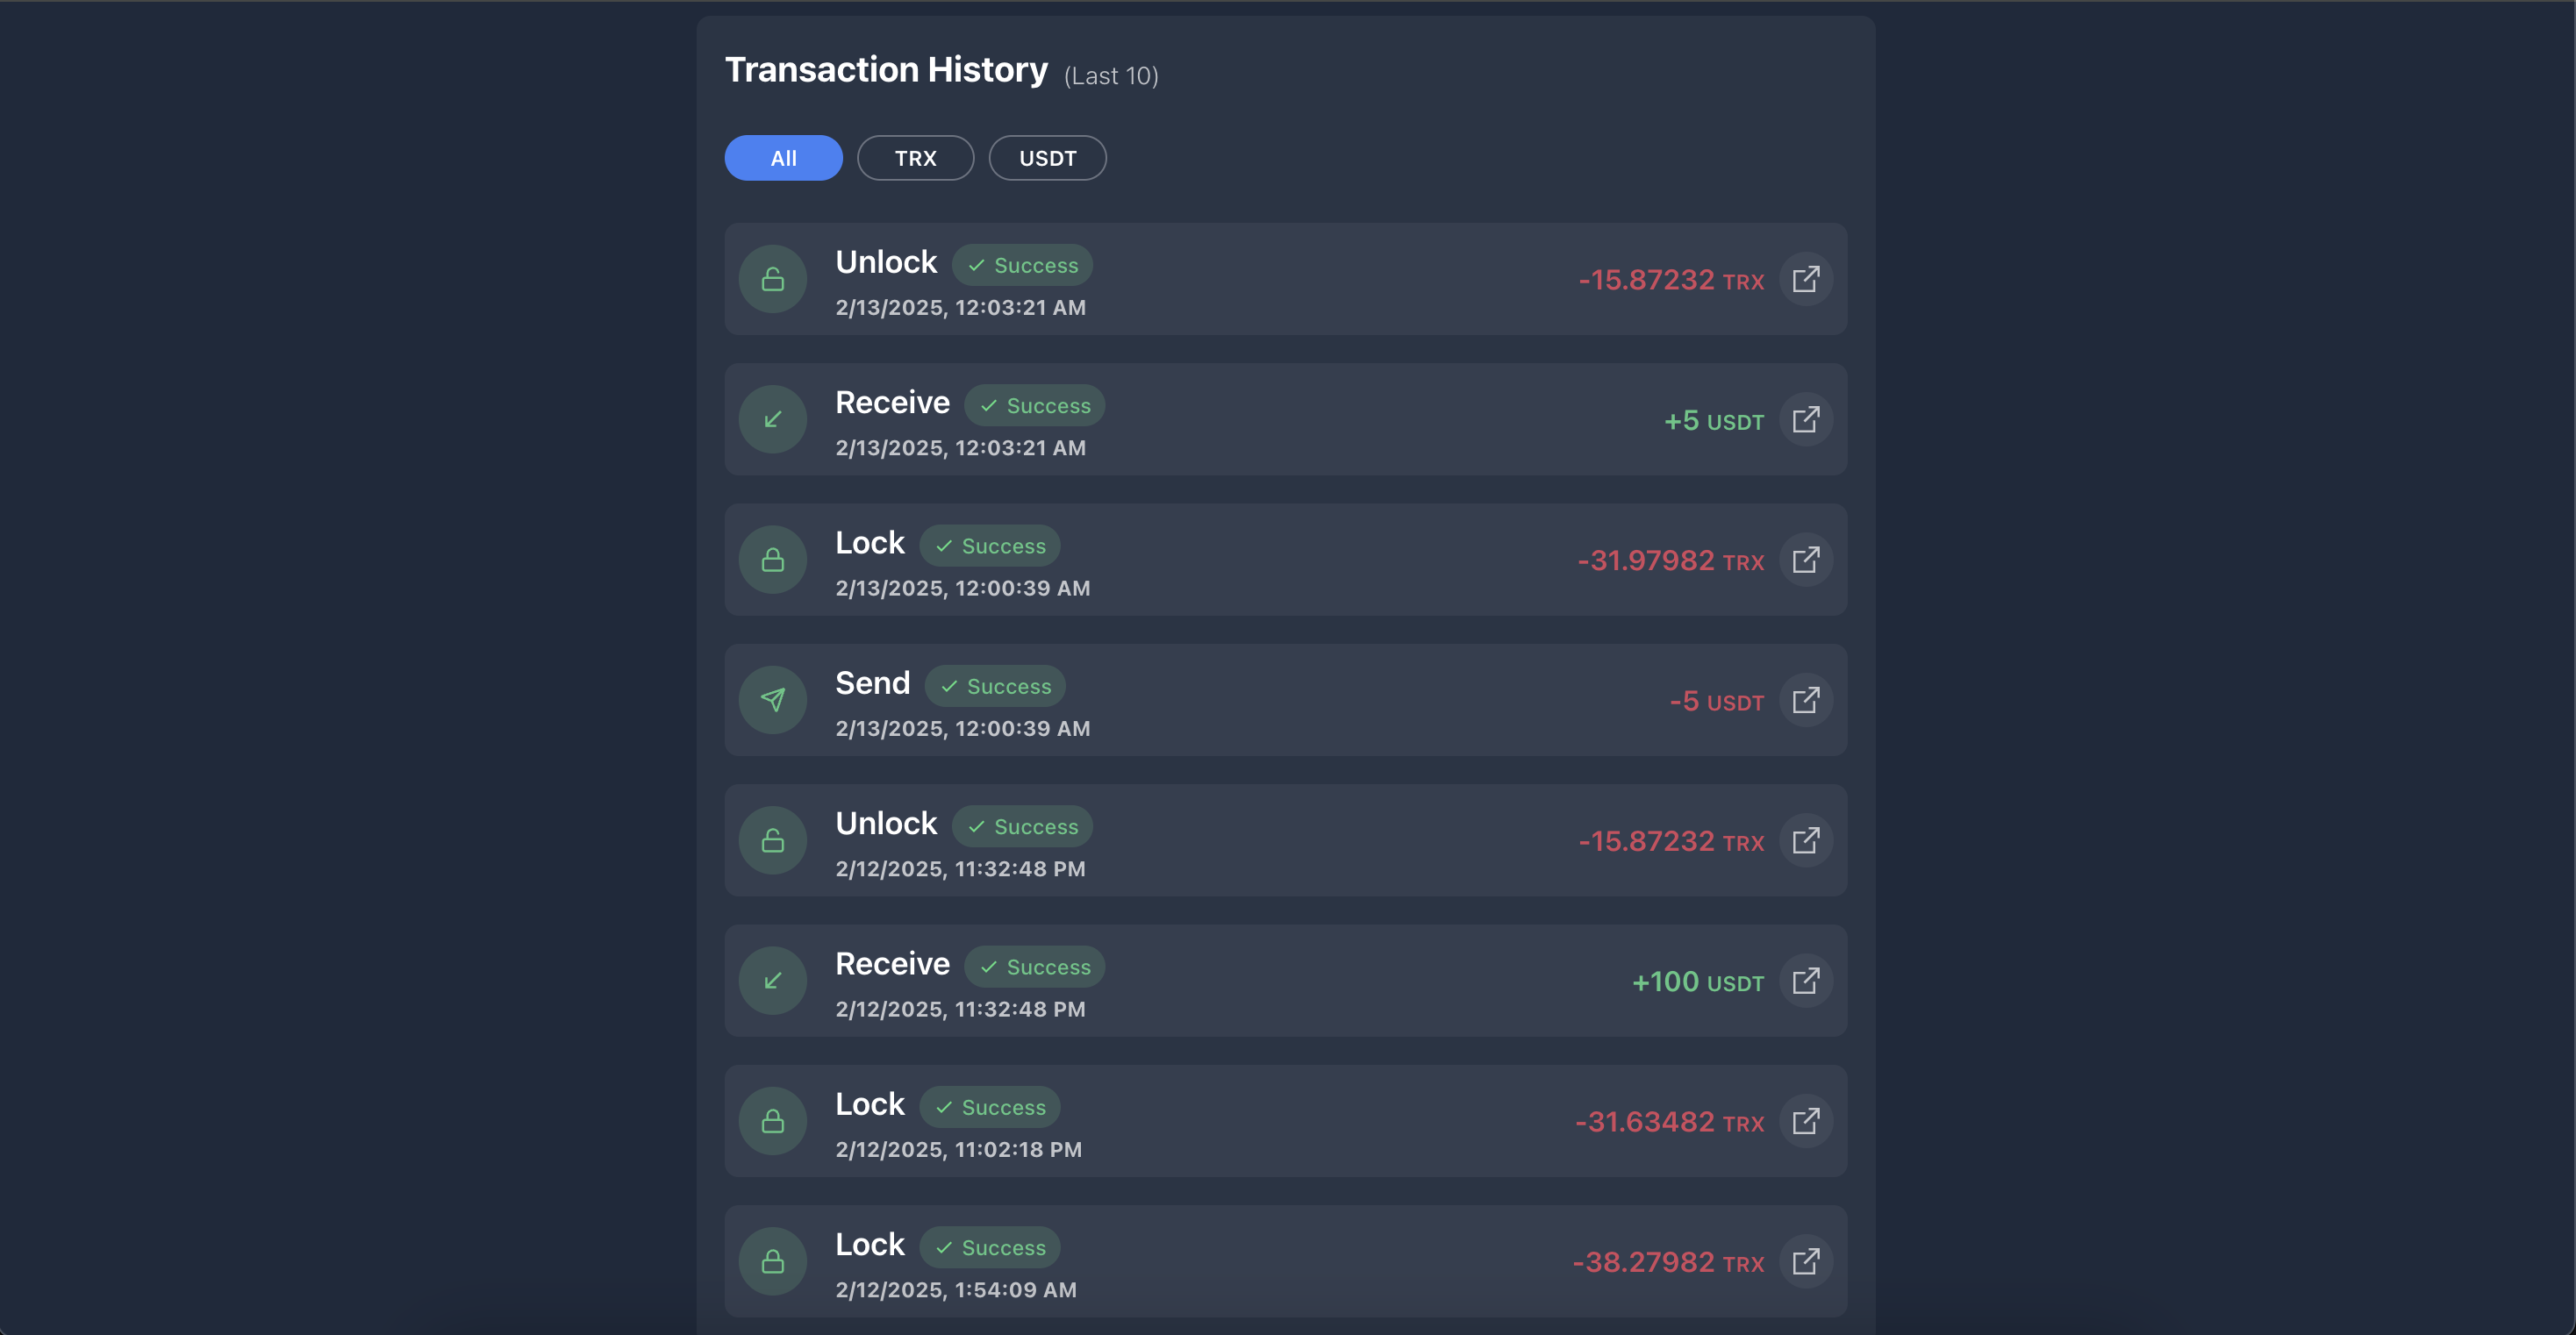 Transaction History (Last 10)
All TRX USDT
Unlock Success
2/13/2025, 12:03:21 AM
-15.87232 TRX
Receive Success
2/13/2025, 12:03:21 AM
+5 USDT
Lock Success
2/13/2025, 12:00:39 AM
-31.97982 TRX
Send Success
2/13/2025, 12:00:39 AM
-5 USDT
Unlock Success
2/12/2025, 11:32:48 PM
-15.87232 TRX
Receive Success
2/12/2025, 11:32:48 PM
+100 USDT
Lock Success
2/12/2025, 11:02:18 PM
-31.63482 TRX
Lock Success
2/12/2025, 1:54:09 AM
-38.27982 TRX